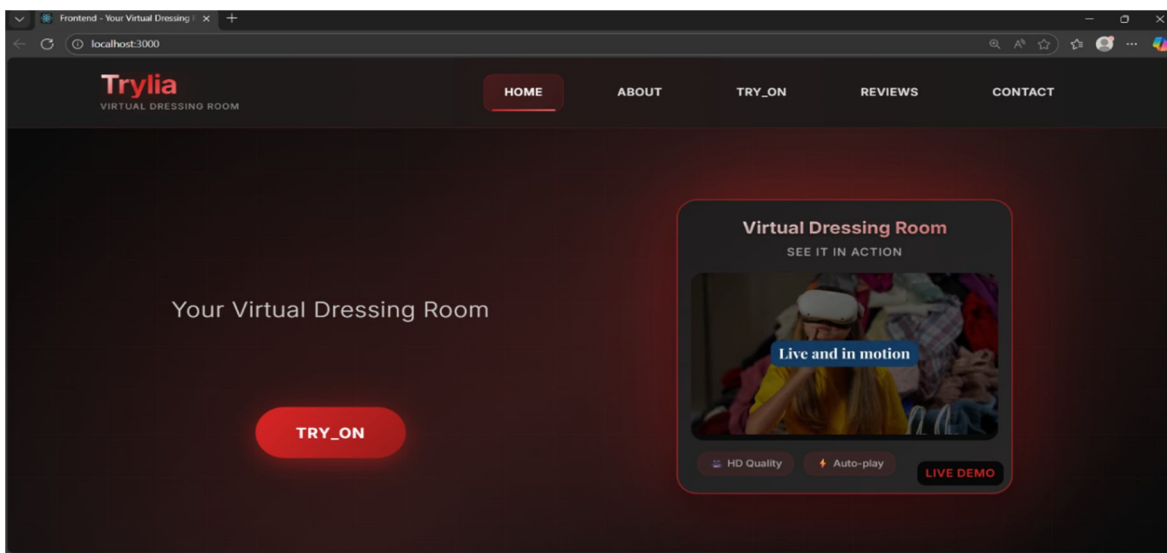 Frontend - Your Virtual Dressing
localhost:3000
Trylia
VIRTUAL DRESSING ROOM
HOME ABOUT TRY_ON REVIEWS CONTACT
Virtual Dressing Room
SEE IT IN ACTION
Your Virtual Dressing Room
Live and in motion
TRY_ON
HD Quality Auto-play
LIVE DEMO